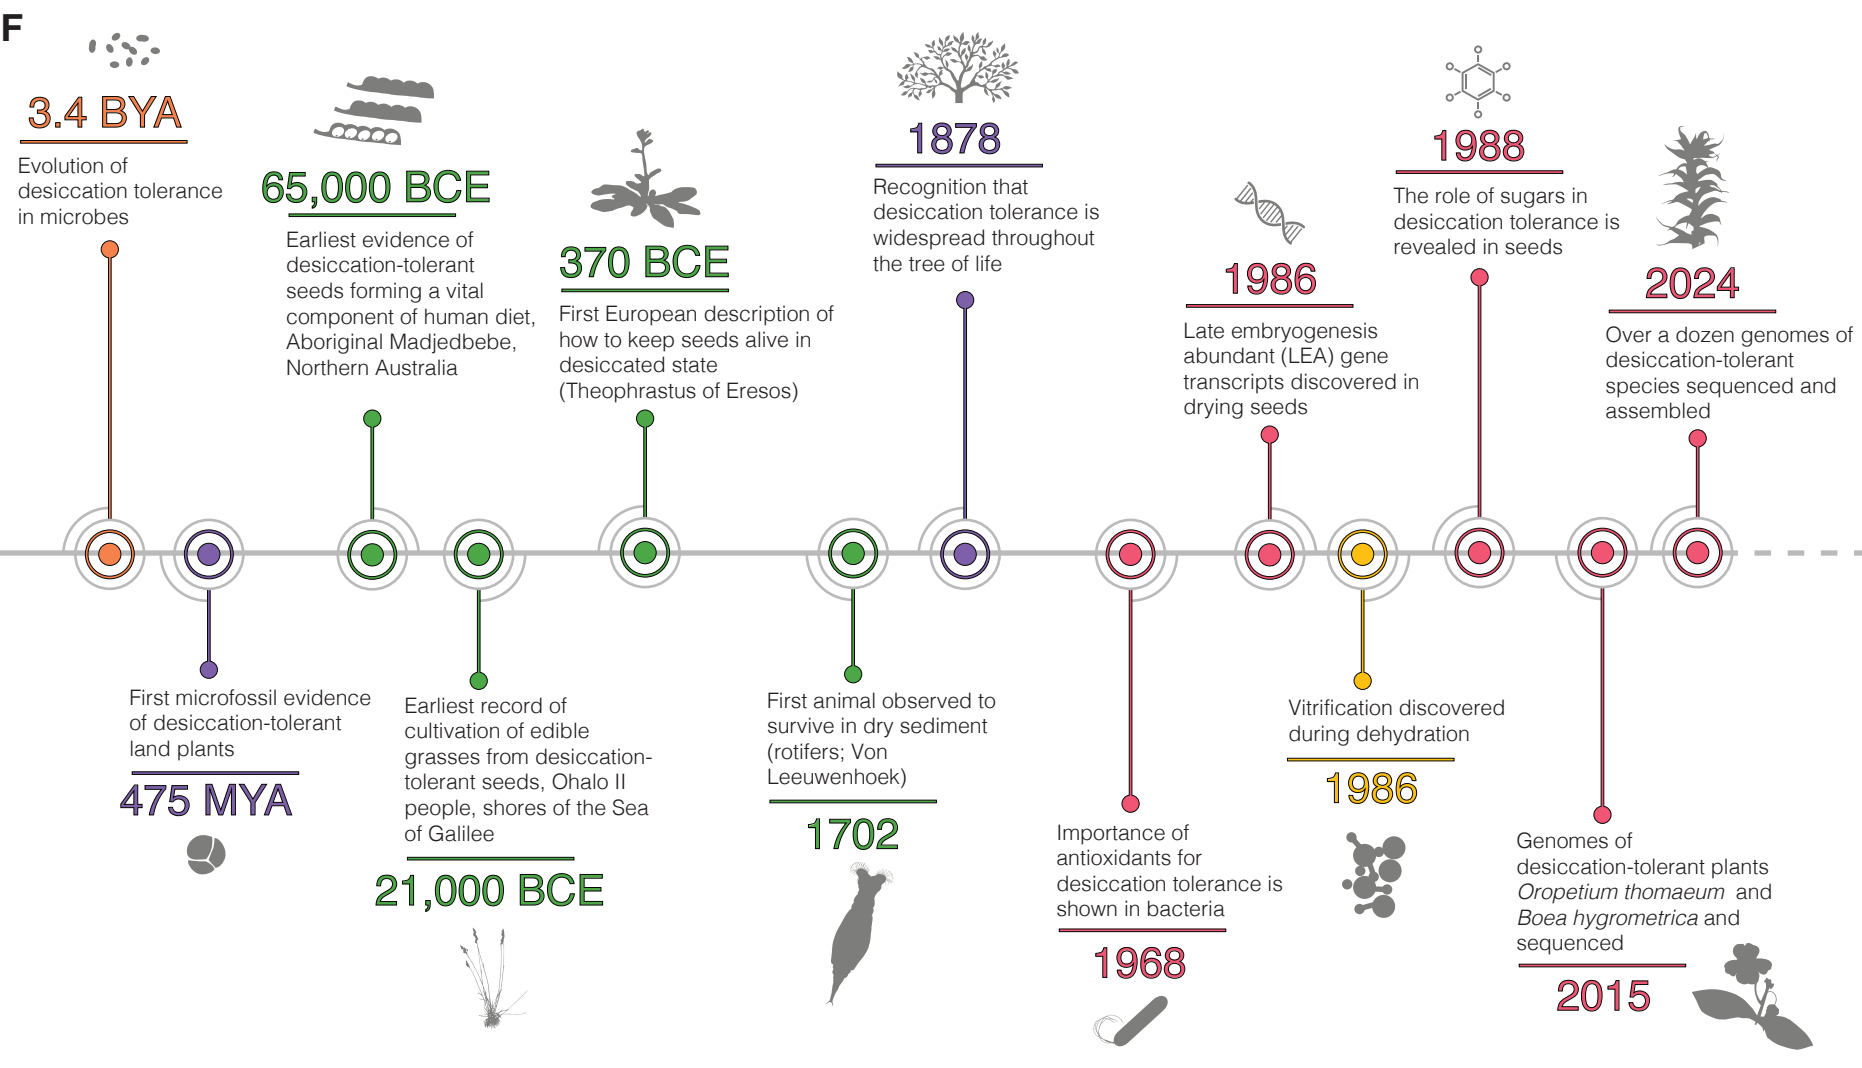 F
3.4 BYA
Evolution of
desiccation tolerance
in microbes
First microfossil evidence
of desiccation-tolerant
land plants
475 MYA
65,000 BCE
Earliest evidence of
desiccation-tolerant
seeds forming a vital
component of human diet,
Aboriginal Madjedbebe,
Northern Australia
Earliest record of
cultivation of edible
grasses from desiccation-
tolerant seeds, Ohalo II
people, shores of the Sea
of Galilee
21,000 BCE
370 BCE
First European description of
how to keep seeds alive in
desiccated state
(Theophrastus of Eresos)
First animal observed to
survive in dry sediment
(rotifers; Von
Leeuwenhoek)
1702
1878
Recognition that
desiccation tolerance is
widespread throughout
the tree of life
Importance of
antioxidants for
desiccation tolerance is
shown in bacteria
1968
1986
Late embryogenesis
abundant (LEA) gene
transcripts discovered in
drying seeds
Vitrification discovered
during dehydration
1986
1988
The role of sugars in
desiccation tolerance is
revealed in seeds
Genomes of
desiccation-tolerant plants
Oropetium thomaeum and
Boea hygrometrica and
sequenced
2015
2024
Over a dozen genomes of
desiccation-tolerant
species sequenced and
assembled